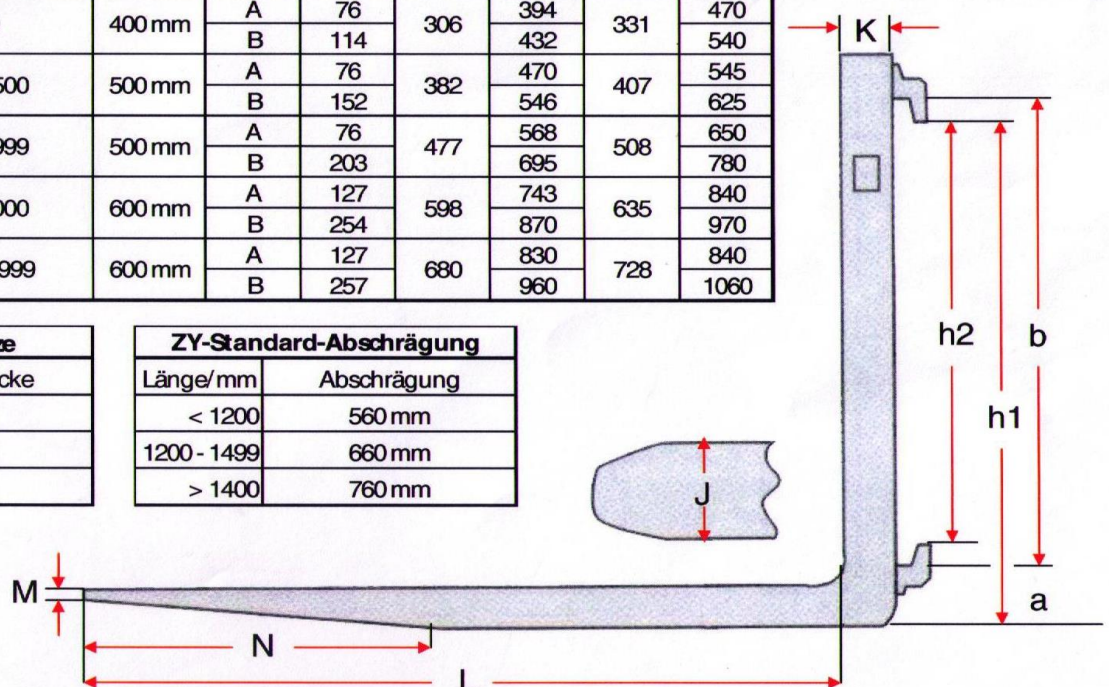 400 mm A 76 306 394 331 470
B 114 432 540
500 mm A 76 382 470 407 545
B 152 546 625
999 500 mm A 76 477 568 508 650
B 203 695 780
000 600 mm A 127 598 743 635 840
B 254 870 970
999 600 mm A 127 680 830 728 840
B 257 960 1060
ZY-Standard-Abschrägung
Länge/mm Abschrägung
< 1200 560 mm
1200 - 1499 660 mm
> 1400 760 mm
K
h2
b
h1
J
M
a
N